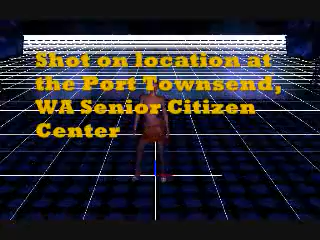 Shot on location at
the Port Townsend,
WA Senior Citizen
Center